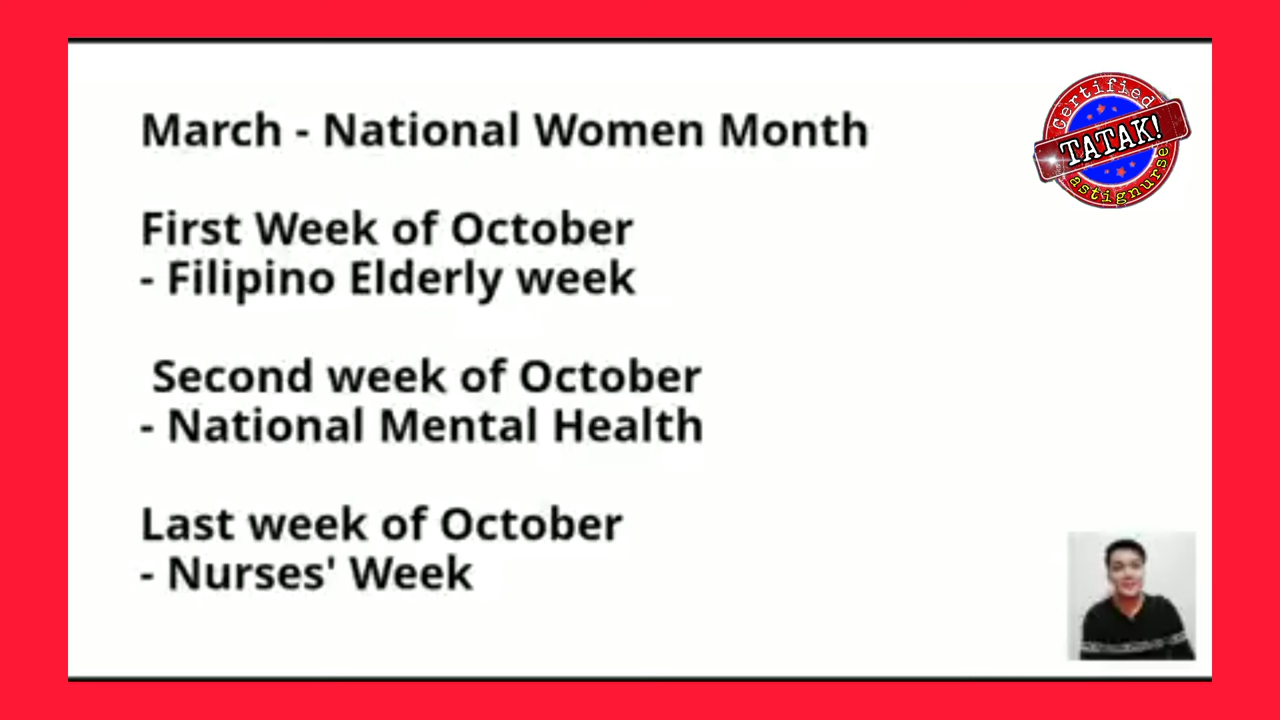 March - National Women Month
Certified
TATAK!
astignurse
First Week of October
- Filipino Elderly week
Second week of October
- National Mental Health
Last week of October
- Nurses' Week